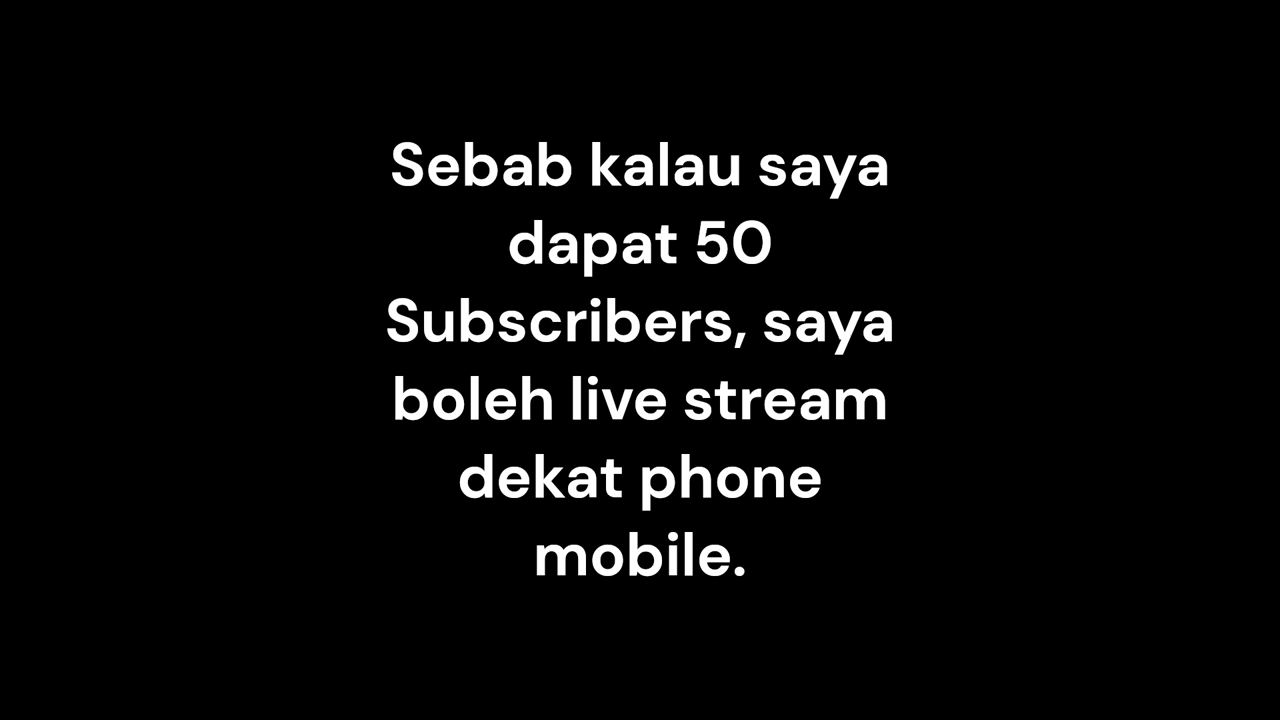 Sebab kalau saya
dapat 50
Subscribers, saya
boleh live stream
dekat phone
mobile.